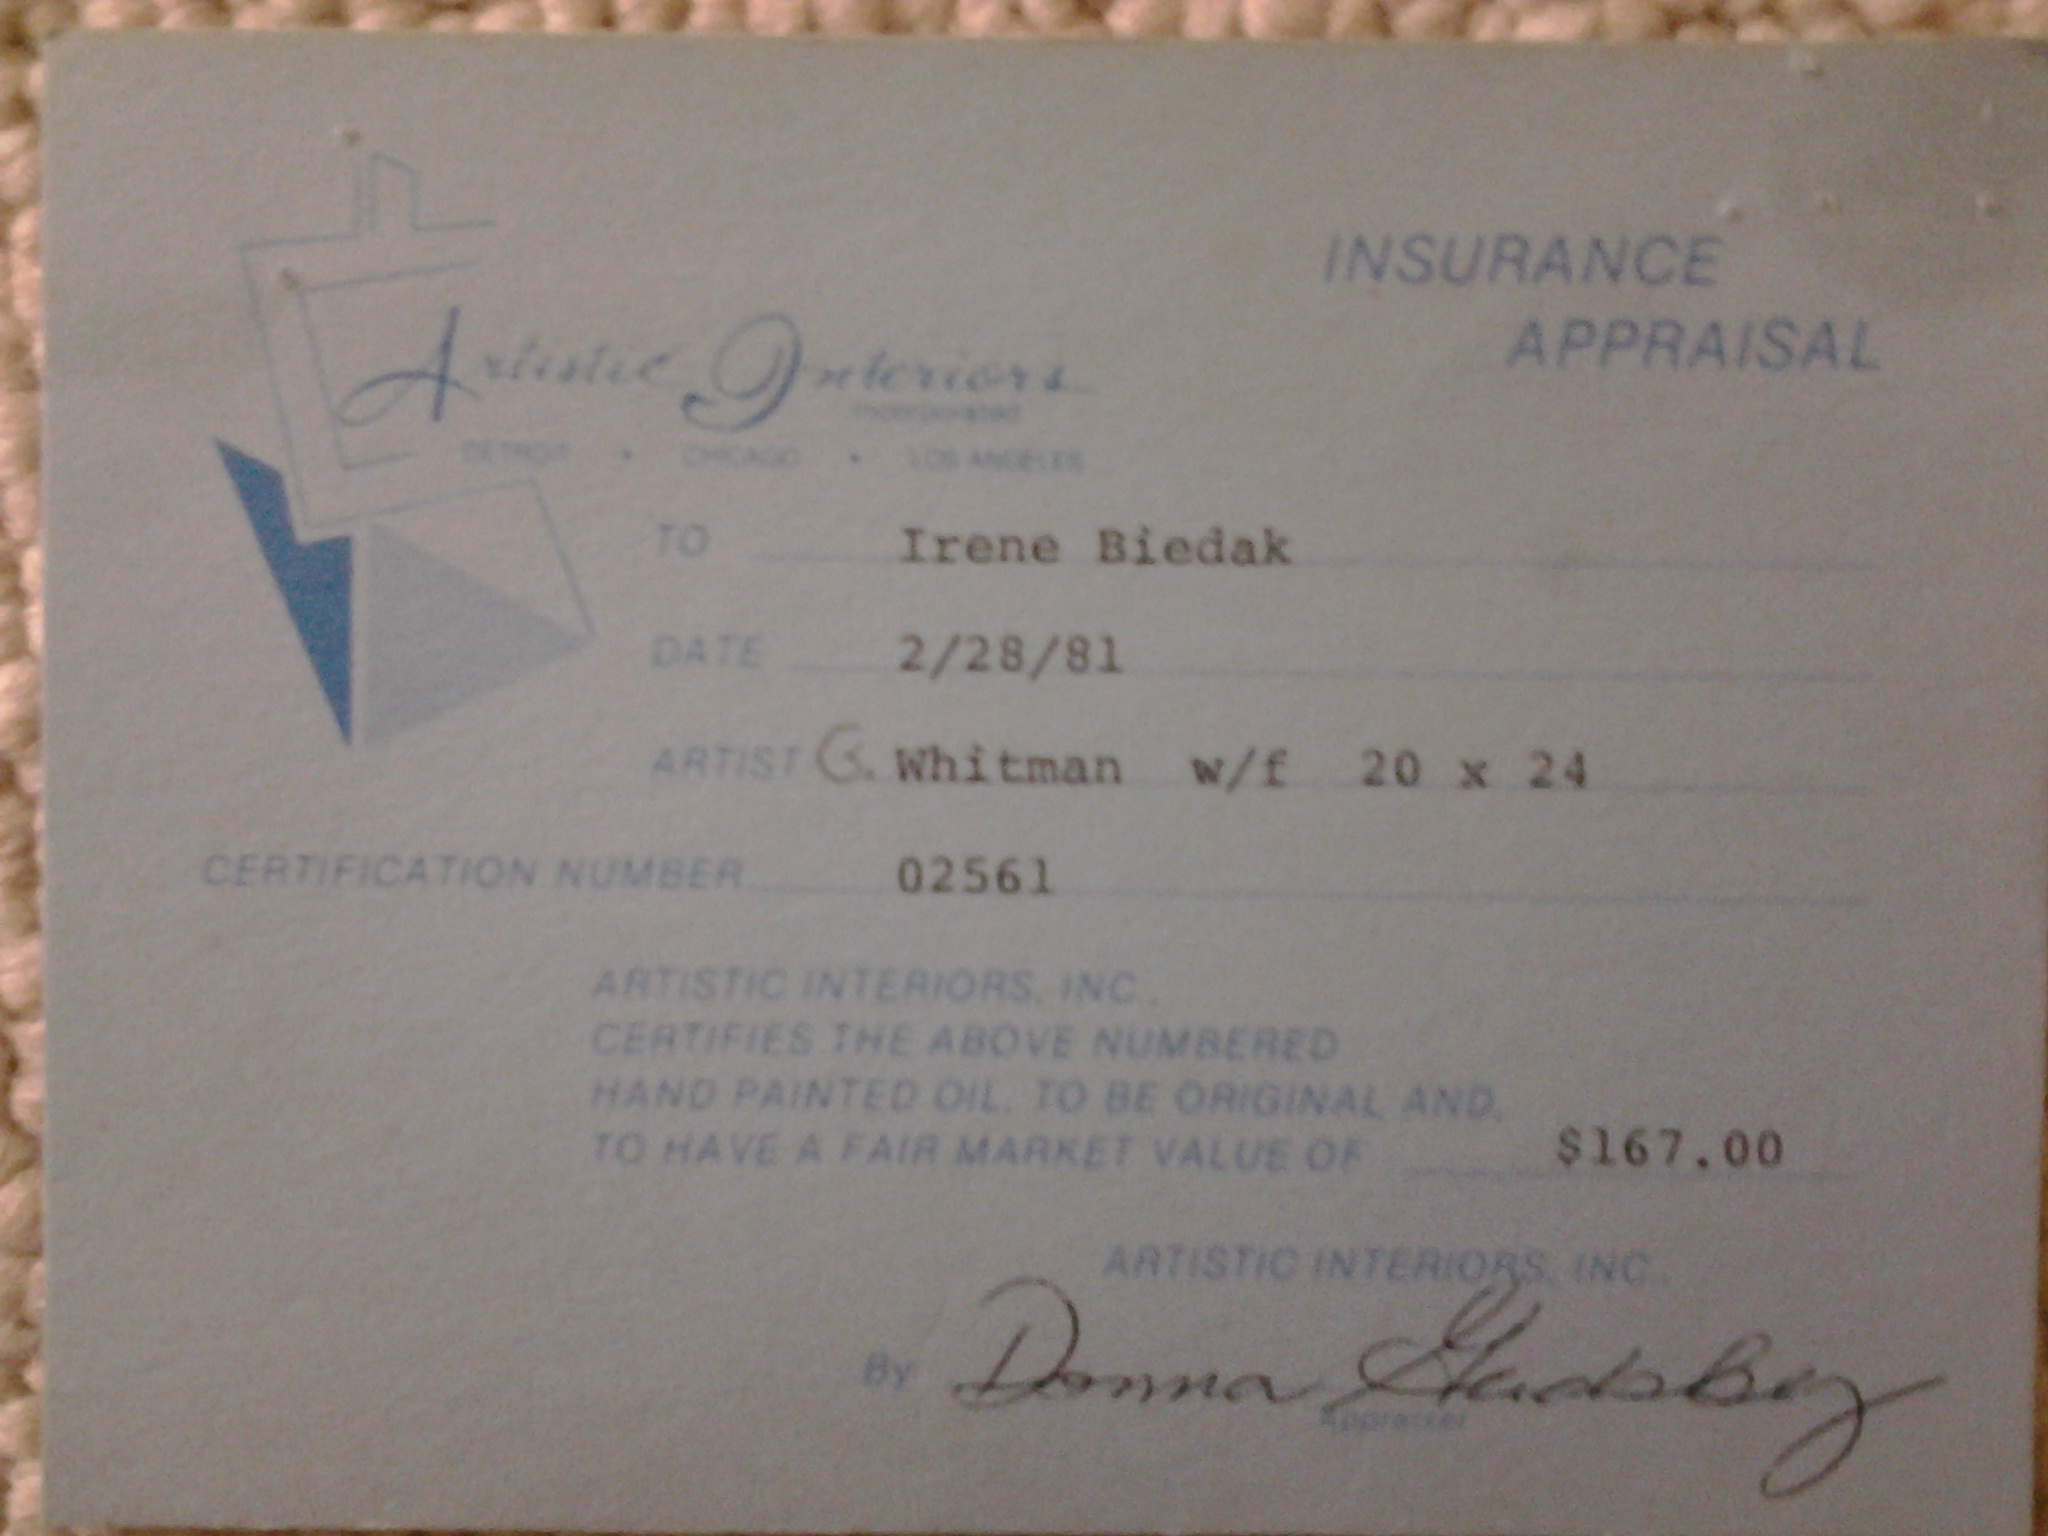 INSURANCE
APPRAISAL
Artistic Interiors
Incorporated
DETROIT • CHICAGO • LOS ANGELES
TO Irene Biedak
DATE 2/28/81
ARTIST G. Whitman w/f 20 x 24
CERTIFICATION NUMBER 02561
ARTISTIC INTERIORS, INC.,
CERTIFIES THE ABOVE NUMBERED
HAND PAINTED OIL, TO BE ORIGINAL AND,
TO HAVE A FAIR MARKET VALUE OF $167.00
ARTISTIC INTERIORS, INC.
By Donna Gadsboy
Appraiser